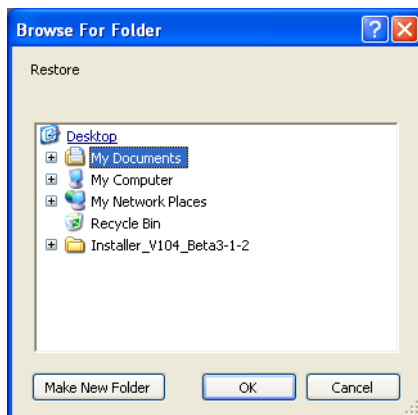 Browse For Folder
Restore
Desktop
My Documents
My Computer
My Network Places
Recycle Bin
Installer_V104_Beta3-1-2
Make New Folder OK Cancel